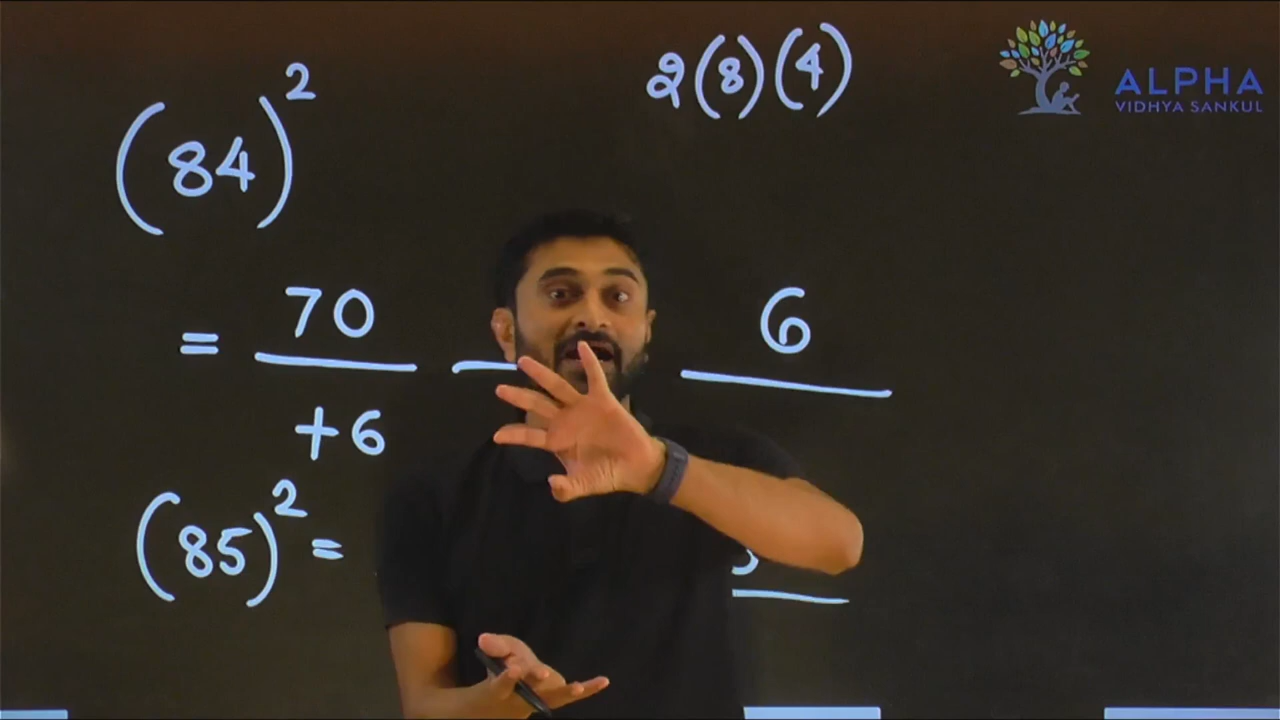 (84)² 2(8)(4)
ALPHA
VIDHYA SANKUL
= 70 6
+6
(85)² =